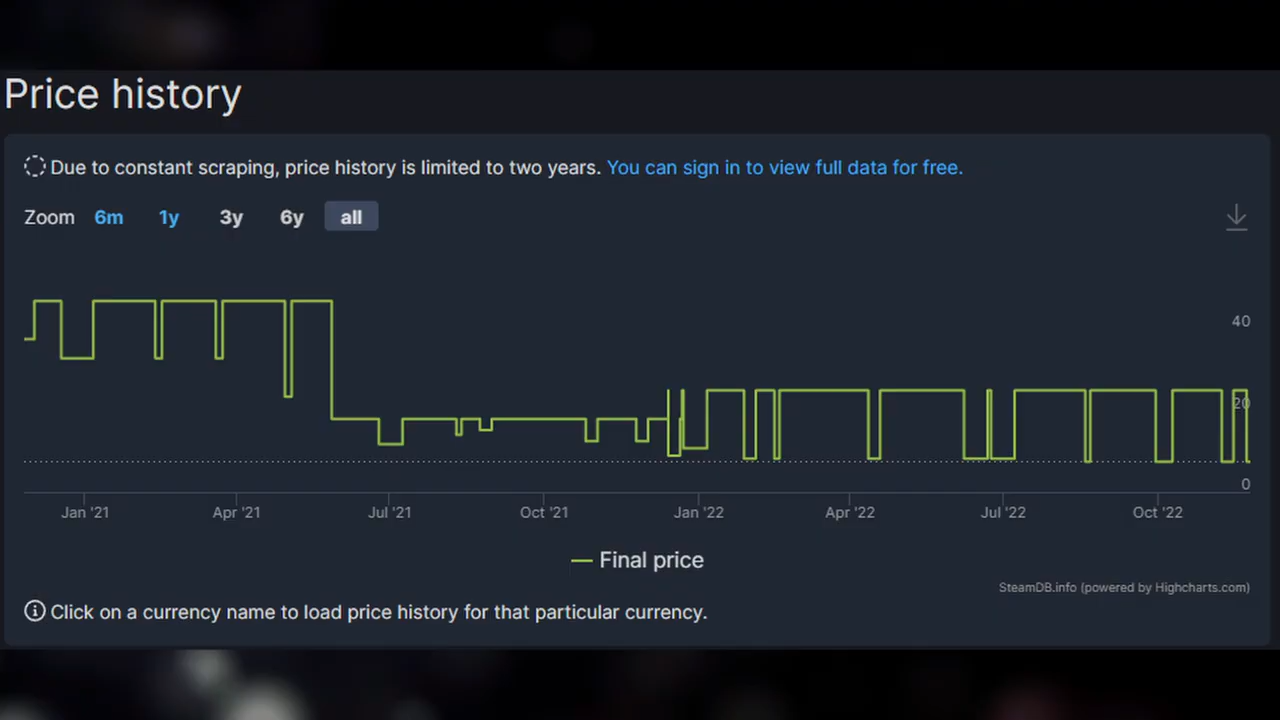 Price history
Due to constant scraping, price history is limited to two years. You can sign in to view full data for free.
Zoom 6m 1y 3y 6y all
40
20
0
Jan '21 Apr '21 Jul '21 Oct '21 Jan '22 Apr '22 Jul '22 Oct '22
Final price
SteamDB.info (powered by Highcharts.com)
Click on a currency name to load price history for that particular currency.